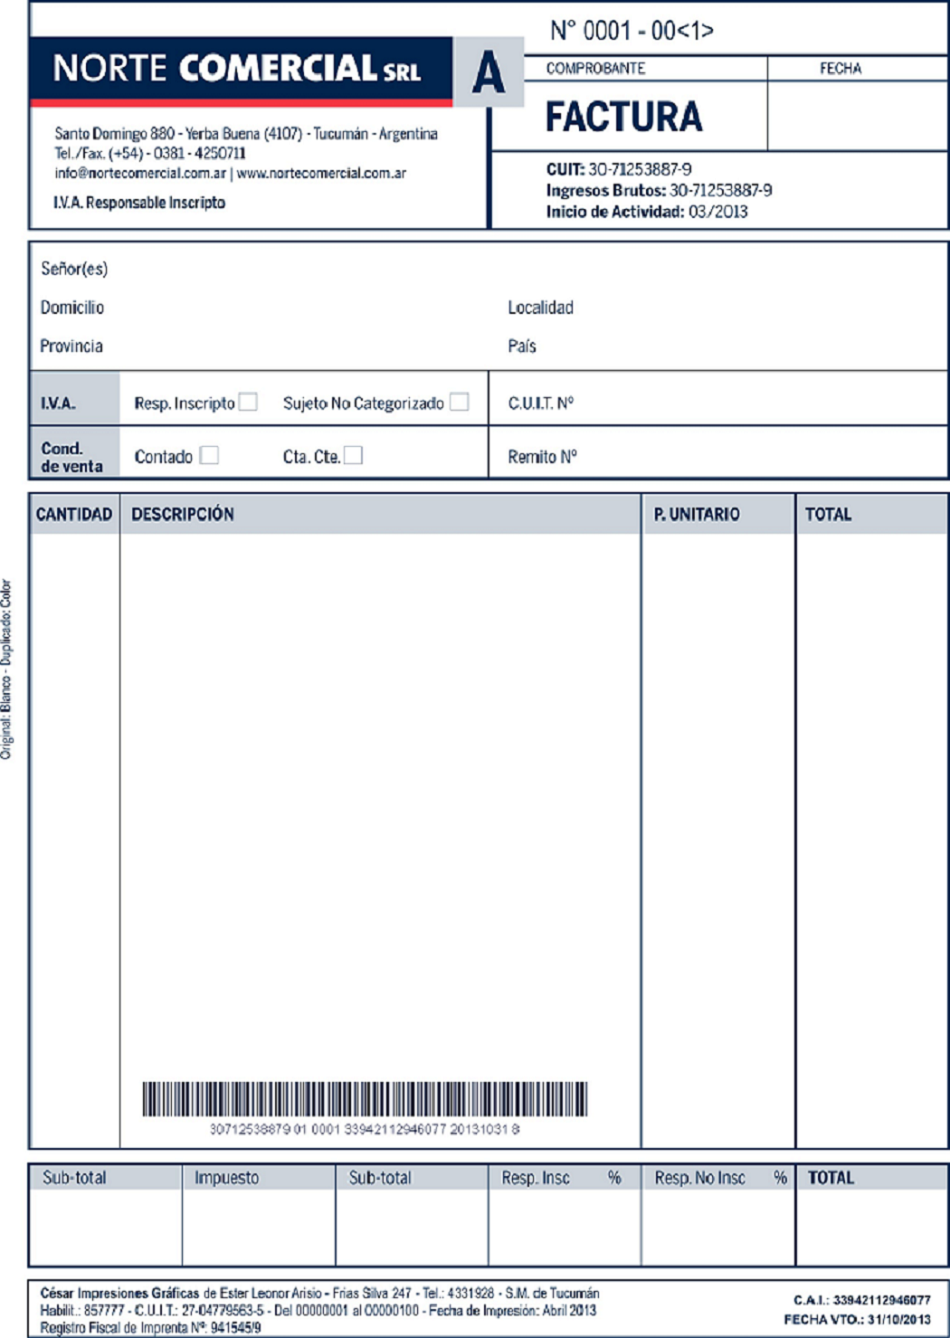 N° 0001 - 00<1>
NORTE COMERCIAL SRL
A
COMPROBANTE
FECHA
FACTURA
Santo Domingo 880 - Yerba Buena (4107) - Tucumán - Argentina
Tel./Fax. (+54) - 0381 - 4250711
info@nortecomercial.com.ar | www.nortecomercial.com.ar
I.V.A. Responsable Inscripto
CUIT: 30-71253887-9
Ingresos Brutos: 30-71253887-9
Inicio de Actividad: 03/2013
Señor(es)
Domicilio
Localidad
Provincia
País
I.V.A.
Resp. Inscripto
Sujeto No Categorizado
C.U.I.T. Nº
Cond.
de venta
Contado
Cta. Cte.
Remito Nº
CANTIDAD
DESCRIPCIÓN
P. UNITARIO
TOTAL
Original: Blanco - Duplicado: Color
30712538879 01 0001 33942112946077 20131031 8
Sub-total
Impuesto
Sub-total
Resp. Insc %
Resp. No Insc %
TOTAL
César Impresiones Gráficas de Ester Leonor Arisio - Frias Silva 247 - Tel.: 4331928 - S.M. de Tucumán
Habilit.: 857777 - C.U.I.T.: 27-04779563-5 - Del 00000001 al 00000100 - Fecha de Impresión: Abril 2013
Registro Fiscal de Imprenta Nº: 941545/9
C.A.I.: 33942112946077
FECHA VTO.: 31/10/2013